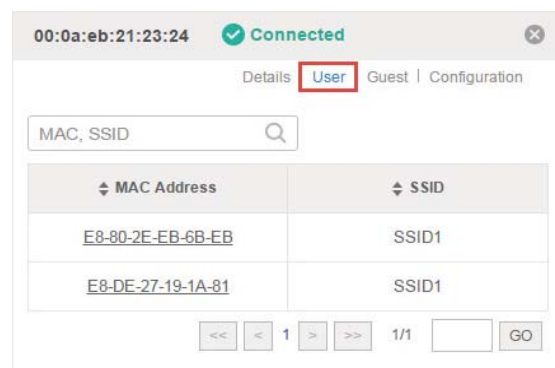 00:0a:eb:21:23:24 Connected
Details User Guest | Configuration
MAC, SSID
MAC Address SSID
E8-80-2E-EB-6B-EB SSID1
E8-DE-27-19-1A-81 SSID1
<< < 1 > >> 1/1 GO